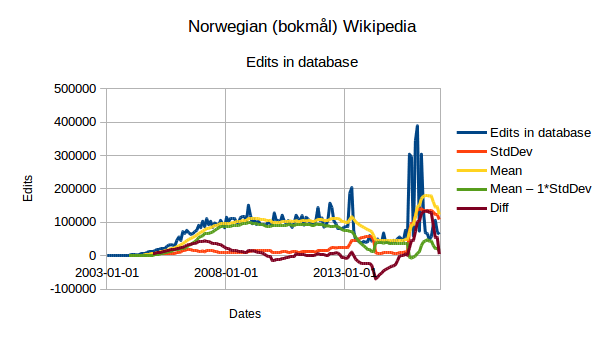 Norwegian (bokmål) Wikipedia
Edits in database
500000
400000
300000
200000
100000
0
-100000
2003-01-01
2008-01-01
2013-01-01
Edits
Dates
Edits in database
StdDev
Mean
Mean – 1*StdDev
Diff